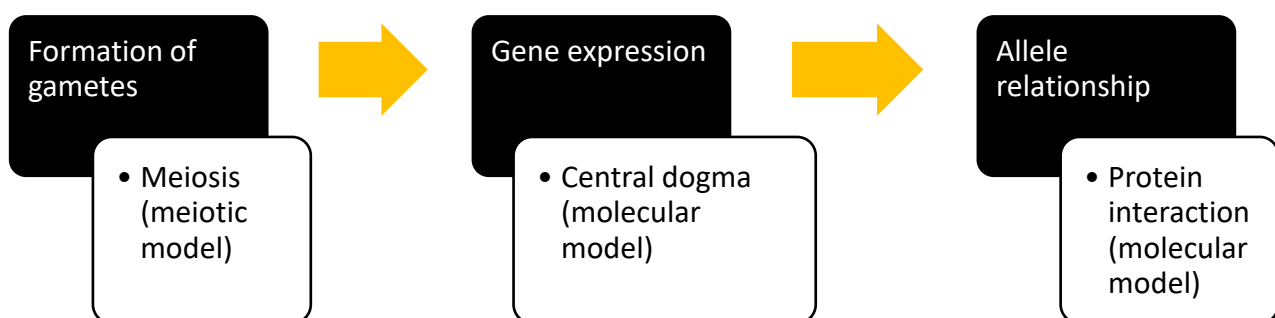 Formation of
gametes
• Meiosis
(meiotic
model)
Gene expression
• Central dogma
(molecular
model)
Allele
relationship
• Protein
interaction
(molecular
model)